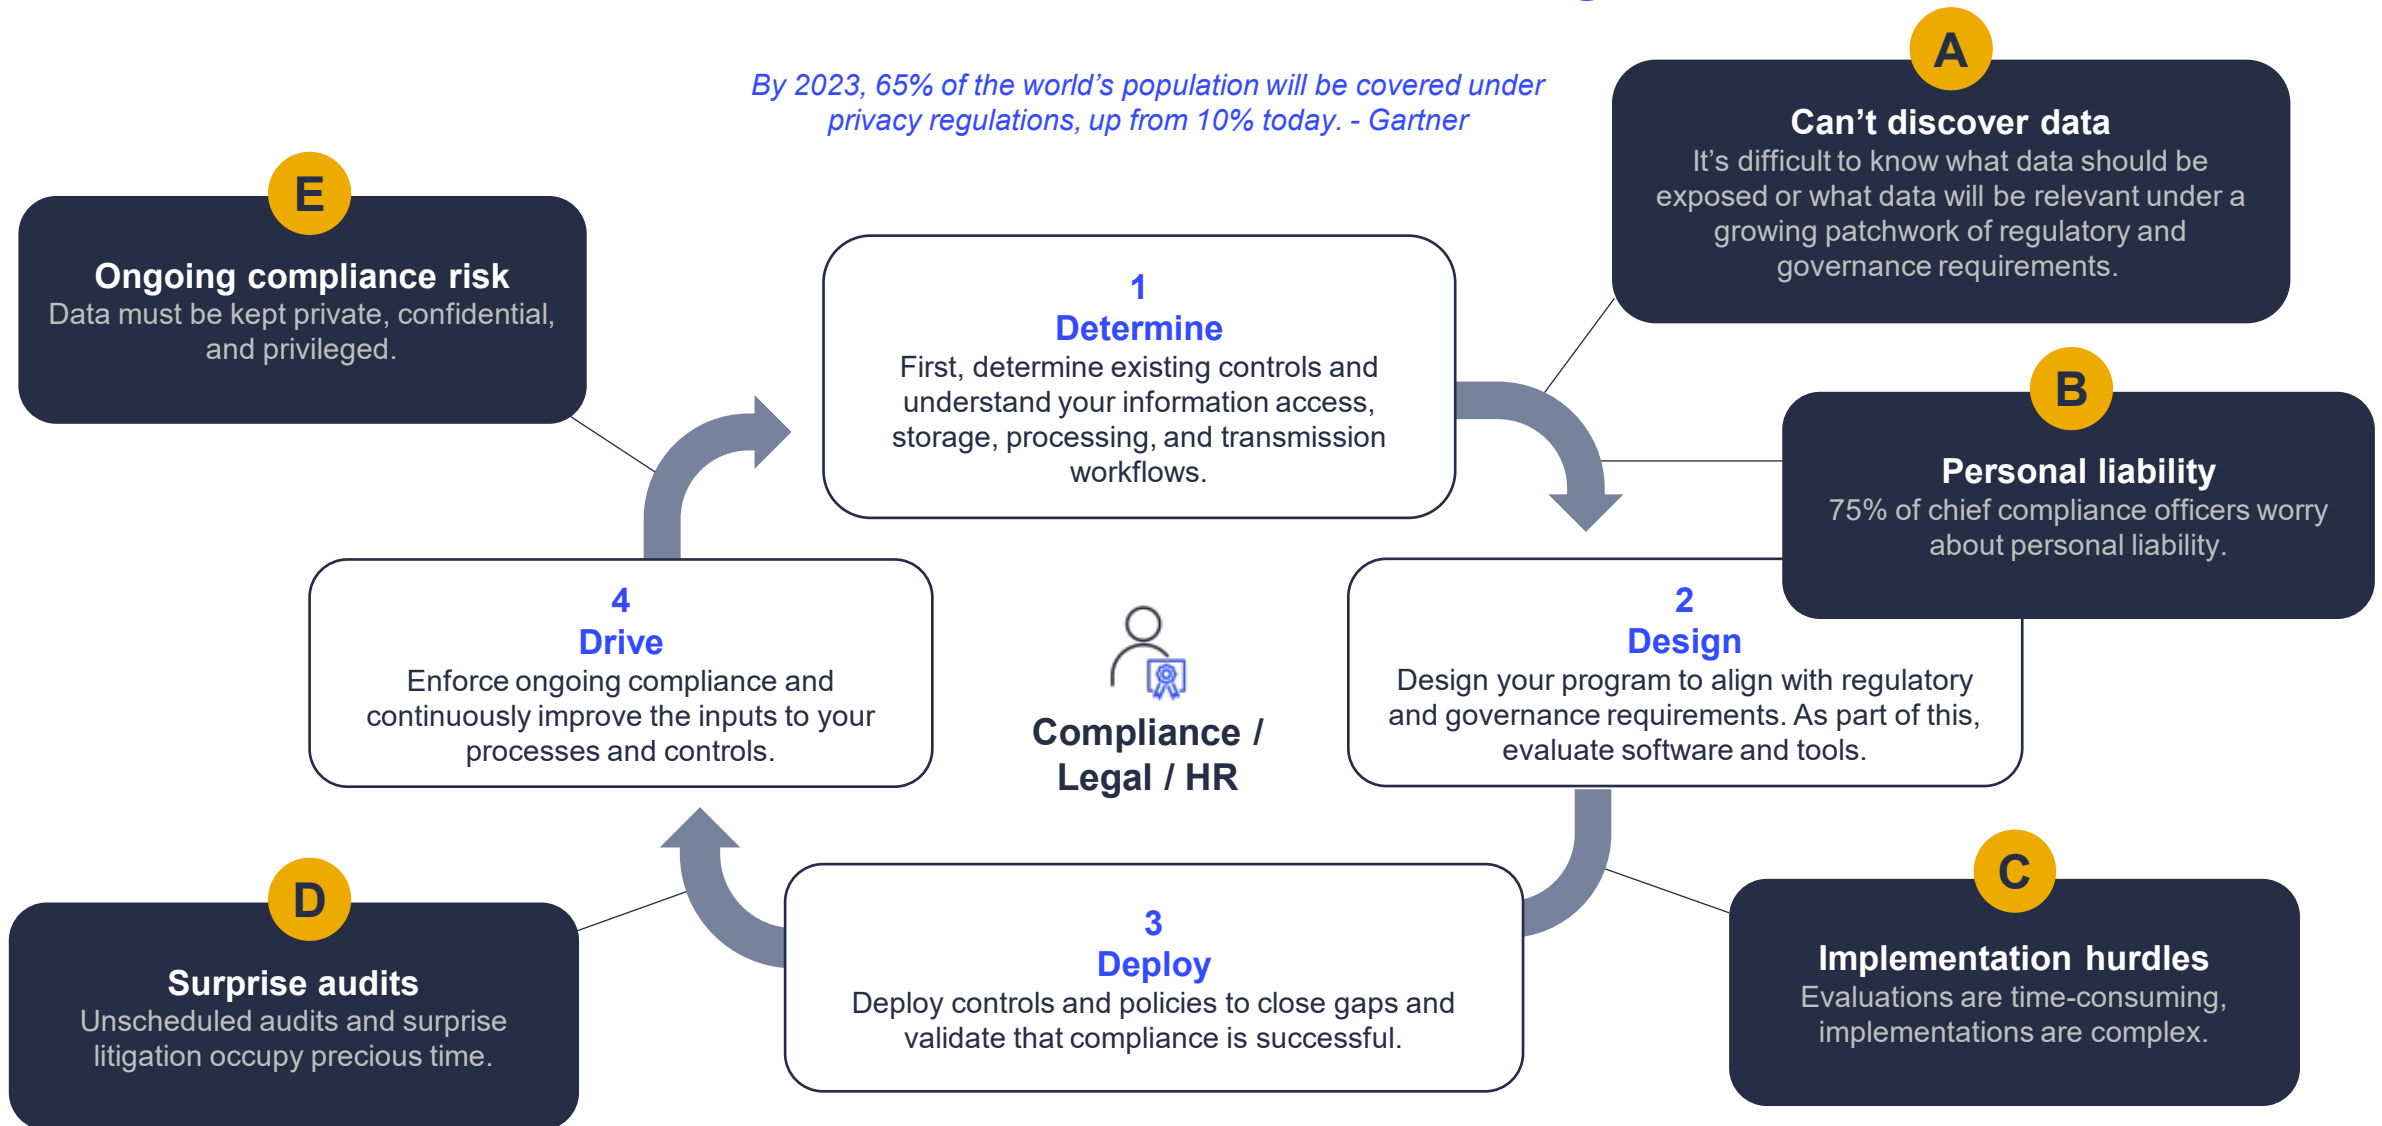 By 2023, 65% of the world’s population will be covered under
privacy regulations, up from 10% today. - Gartner
A
Can’t discover data
It’s difficult to know what data should be
exposed or what data will be relevant under a
growing patchwork of regulatory and
governance requirements.
E
Ongoing compliance risk
Data must be kept private, confidential,
and privileged.
1
Determine
First, determine existing controls and
understand your information access,
storage, processing, and transmission
workflows.
B
Personal liability
75% of chief compliance officers worry
about personal liability.
4
Drive
Enforce ongoing compliance and
continuously improve the inputs to your
processes and controls.
Compliance /
Legal / HR
2
Design
Design your program to align with regulatory
and governance requirements. As part of this,
evaluate software and tools.
D
Surprise audits
Unscheduled audits and surprise
litigation occupy precious time.
3
Deploy
Deploy controls and policies to close gaps and
validate that compliance is successful.
C
Implementation hurdles
Evaluations are time-consuming,
implementations are complex.